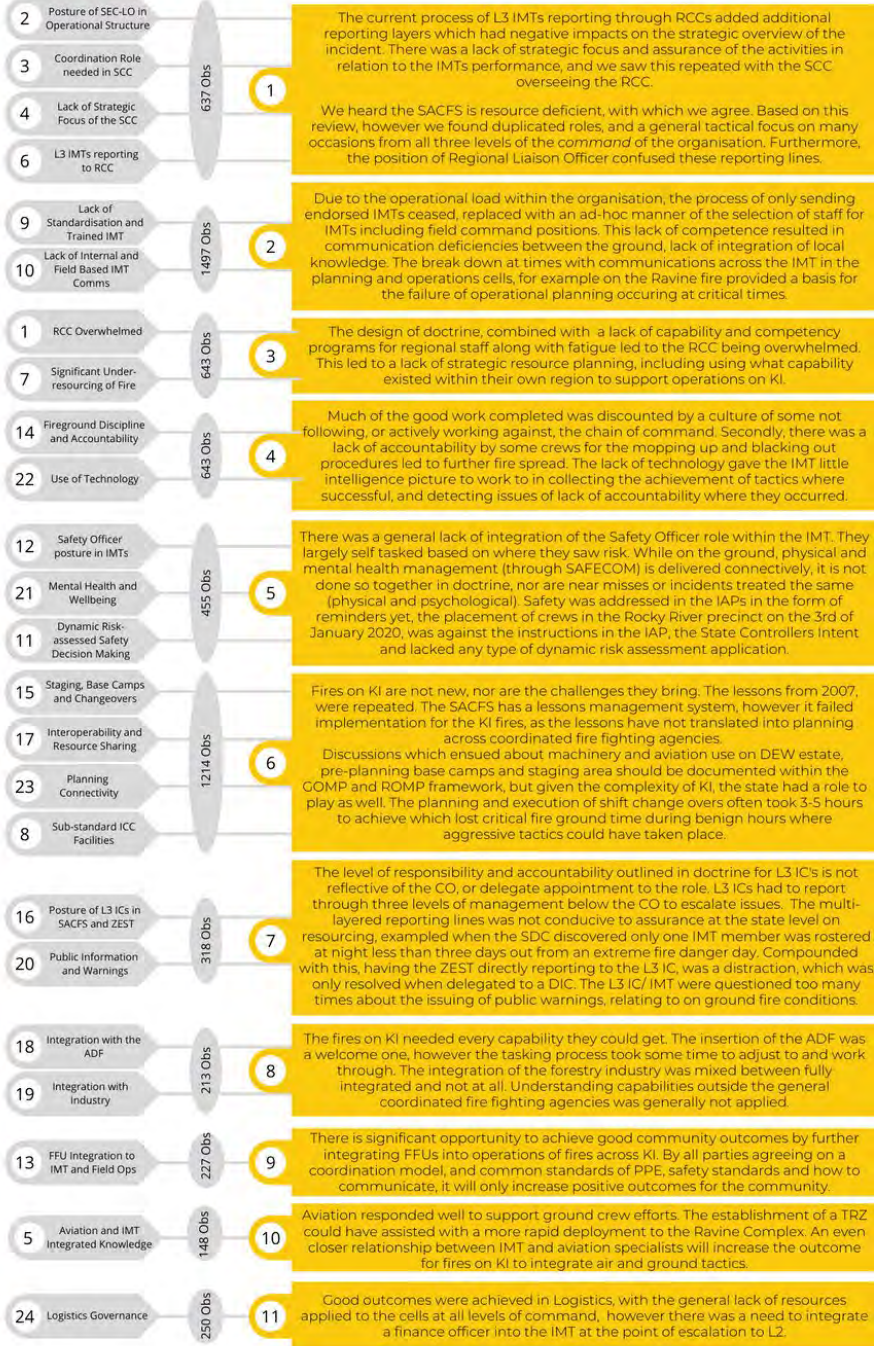 2
Posture of SEC-LO in
Operational Structure
3
Coordination Role
needed in SCC
4
Lack of Strategic
Focus of the SCC
6
L3 IMTs reporting
to RCC
637 Obs
1
The current process of L3 IMTs reporting through RCCs added additional
reporting layers which had negative impacts on the strategic overview of the
incident. There was a lack of strategic focus and assurance of the activities in
relation to the IMTs performance, and we saw this repeated with the SCC
overseeing the RCC.
We heard the SACFS is resource deficient, with which we agree. Based on this
review, however we found duplicated roles, and a general tactical focus on many
occasions from all three levels of the command of the organisation. Furthermore,
the position of Regional Liaison Officer confused these reporting lines.
9
Lack of
Standardisation and
Trained IMT
10
Lack of Internal and
Field Based IMT
Comms
1497 Obs
2
Due to the operational load within the organisation, the process of only sending
endorsed IMTs ceased, replaced with an ad-hoc manner of the selection of staff for
IMTs including field command positions. This lack of competence resulted in
communication deficiencies between the ground, lack of integration of local
knowledge. The break down at times with communications across the IMT in the
planning and operations cells, for example on the Ravine fire provided a basis for
the failure of operational planning occuring at critical times.
1
RCC Overwhelmed
7
Significant Under-
resourcing of Fire
643 Obs
3
The design of doctrine, combined with a lack of capability and competency
programs for regional staff along with fatigue led to the RCC being overwhelmed.
This led to a lack of strategic resource planning, including using what capability
existed within their own region to support operations on KI.
14
Fireground Discipline
and Accountability
22
Use of Technology
643 Obs
4
Much of the good work completed was discounted by a culture of some not
following, or actively working against, the chain of command. Secondly, there was a
lack of accountability by some crews for the mopping up and blacking out
procedures led to further fire spread. The lack of technology gave the IMT little
intelligence picture to work to in collecting the achievement of tactics where
successful, and detecting issues of lack of accountability where they occurred.
12
Safety Officer
posture in IMTs
21
Mental Health and
Wellbeing
11
Dynamic Risk-
assessed Safety
Decision Making
455 Obs
5
There was a general lack of integration of the Safety Officer role within the IMT. They
largely self tasked based on where they saw risk. While on the ground, physical and
mental health management (through SAFECOM) is delivered connectively, it is not
done so together in doctrine, nor are near misses or incidents treated the same
(physical and psychological). Safety was addressed in the IAPs in the form of
reminders yet, the placement of crews in the Rocky River precinct on the 3rd of
January 2020, was against the instructions in the IAP, the State Controllers Intent
and lacked any type of dynamic risk assessment application.
15
Staging, Base Camps
and Changeovers
17
Interoperability and
Resource Sharing
23
Planning
Connectivity
8
Sub-standard ICC
Facilities
1214 Obs
6
Fires on KI are not new, nor are the challenges they bring. The lessons from 2007,
were repeated. The SACFS has a lessons management system, however it failed
implementation for the KI fires, as the lessons have not translated into planning
across coordinated fire fighting agencies.
Discussions which ensued about machinery and aviation use on DEW estate,
pre-planning base camps and staging area should be documented within the
GOMP and ROMP framework, but given the complexity of KI, the state had a role to
play as well. The planning and execution of shift change overs often took 3-5 hours
to achieve which lost critical fire ground time during benign hours where
aggressive tactics could have taken place.
16
Posture of L3 ICs in
SACFS and ZEST
20
Public Information
and Warnings
318 Obs
7
The level of responsibility and accountability outlined in doctrine for L3 IC's is not
reflective of the CO, or delegate appointment to the role. L3 ICs had to report
through three levels of management below the CO to escalate issues. The multi-
layered reporting lines was not conducive to assurance at the state level on
resourcing, exampled when the SDC discovered only one IMT member was rostered
at night less than three days out from an extreme fire danger day. Compounded
with this, having the ZEST directly reporting to the L3 IC, was a distraction, which was
only resolved when delegated to a DIC. The L3 IC/ IMT were questioned too many
times about the issuing of public warnings, relating to on ground fire conditions.
18
Integration with the
ADF
19
Integration with
Industry
213 Obs
8
The fires on KI needed every capability they could get. The insertion of the ADF was
a welcome one, however the tasking process took some time to adjust to and work
through. The integration of the forestry industry was mixed between fully
integrated and not at all. Understanding capabilities outside the general
coordinated fire fighting agencies was generally not applied.
13
FFU Integration to
IMT and Field Ops
227 Obs
9
There is significant opportunity to achieve good community outcomes by further
integrating FFUs into operations of fires across KI. By all parties agreeing on a
coordination model, and common standards of PPE, safety standards and how to
communicate, it will only increase positive outcomes for the community.
5
Aviation and IMT
Integrated Knowledge
148 Obs
10
Aviation responded well to support ground crew efforts. The establishment of a TRZ
could have assisted with a more rapid deployment to the Ravine Complex. An even
closer relationship between IMT and aviation specialists will increase the outcome
for fires on KI to integrate air and ground tactics.
24
Logistics Governance
250 Obs
11
Good outcomes were achieved in Logistics, with the general lack of resources
applied to the cells at all levels of command, however there was a need to integrate
a finance officer into the IMT at the point of escalation to L2.